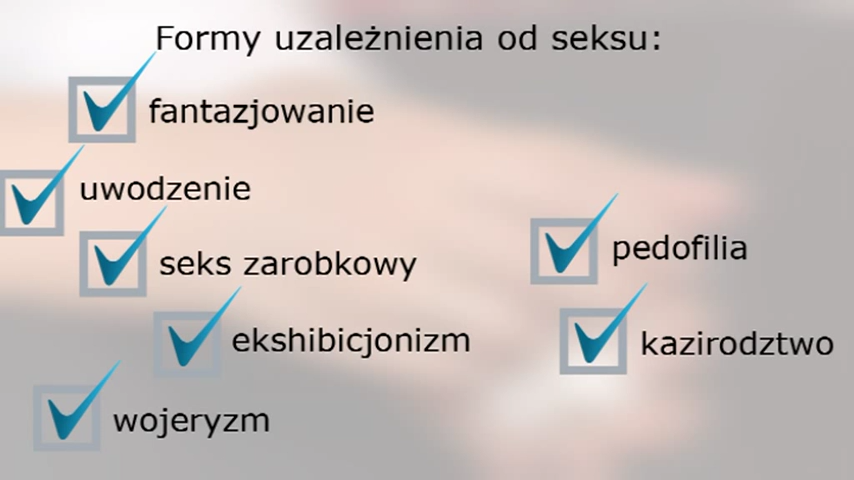 Formy uzależnienia od seksu:
fantazjowanie
uwodzenie
seks zarobkowy
ekshibicjonizm
wojeryzm
pedofilia
kazirodztwo